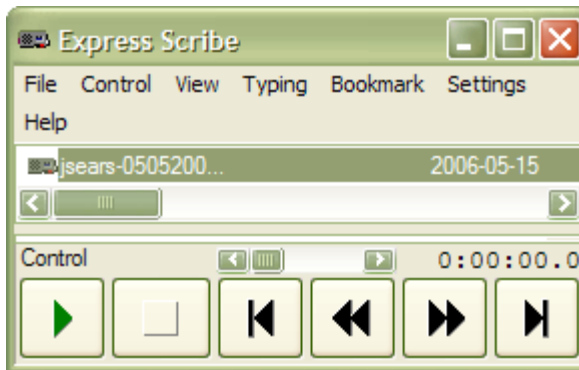 Express Scribe
File Control View Typing Bookmark Settings
Help
jsears-0505200... 2006-05-15
Control 0:00:00.0